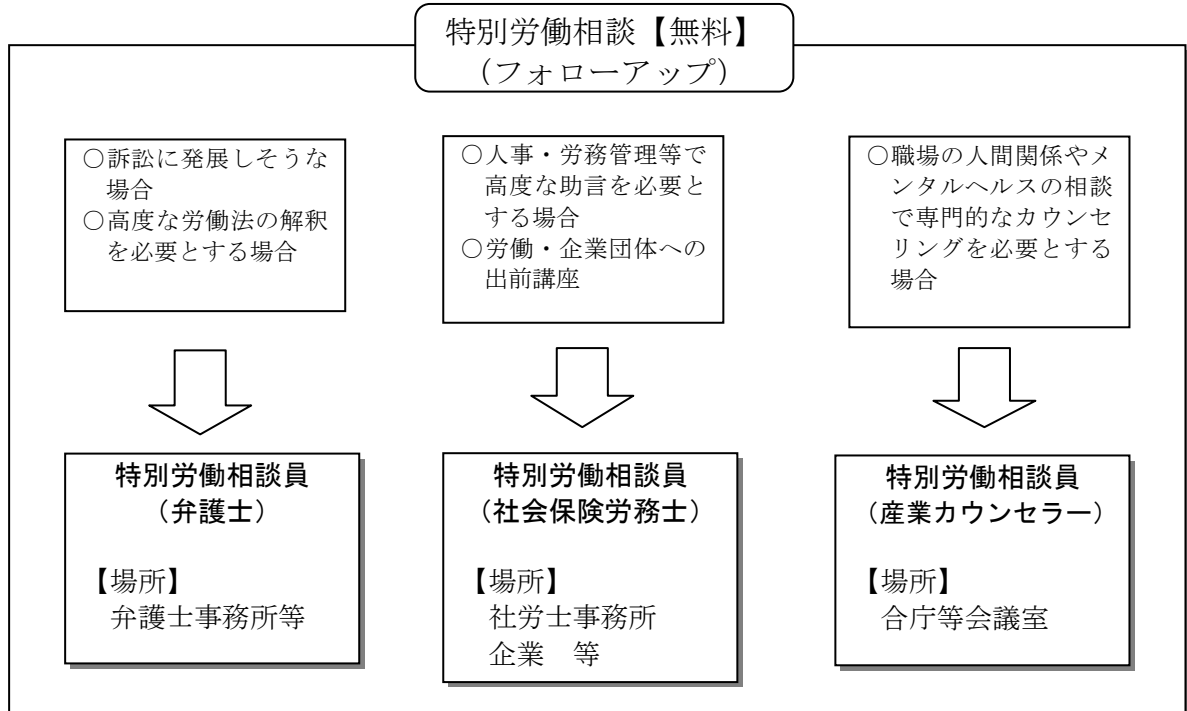 特別労働相談【無料】
（フォローアップ）
○訴訟に発展しそうな
場合
○高度な労働法の解釈
を必要とする場合
○人事・労務管理等で
高度な助言を必要と
する場合
○労働・企業団体への
出前講座
○職場の人間関係やメ
ンタルヘルスの相談
で専門的なカウンセ
リングを必要とする
場合
特別労働相談員
（弁護士）
【場所】
弁護士事務所等
特別労働相談員
（社会保険労務士）
【場所】
社労士事務所
企業　等
特別労働相談員
（産業カウンセラー）
【場所】
合庁等会議室